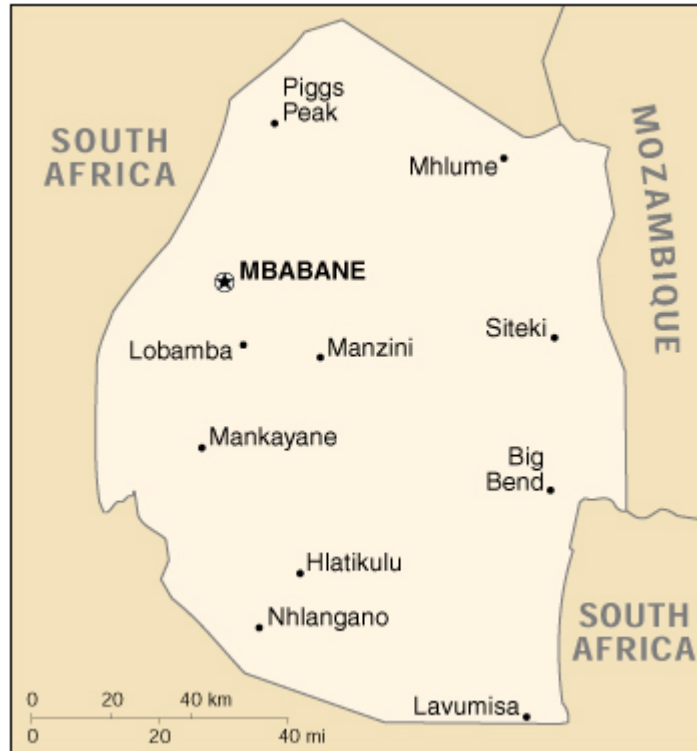 Piggs
Peak
SOUTH
AFRICA
Mhlume
MOZAMBIQUE
MBABANE
Siteki
Lobamba
Manzini
Mankayane
Big
Bend
Hlatikulu
Nhlangano
SOUTH
AFRICA
0 20 40 km
Lavumisa
0 20 40 mi